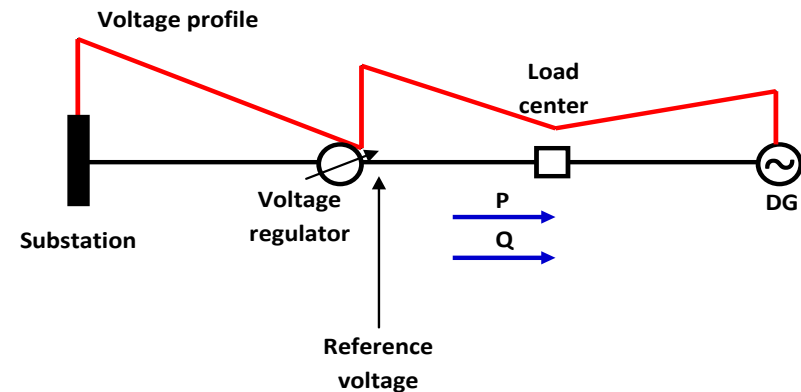 Voltage profile
Load
center
P
Voltage
regulator
DG
Q
Substation
Reference
voltage